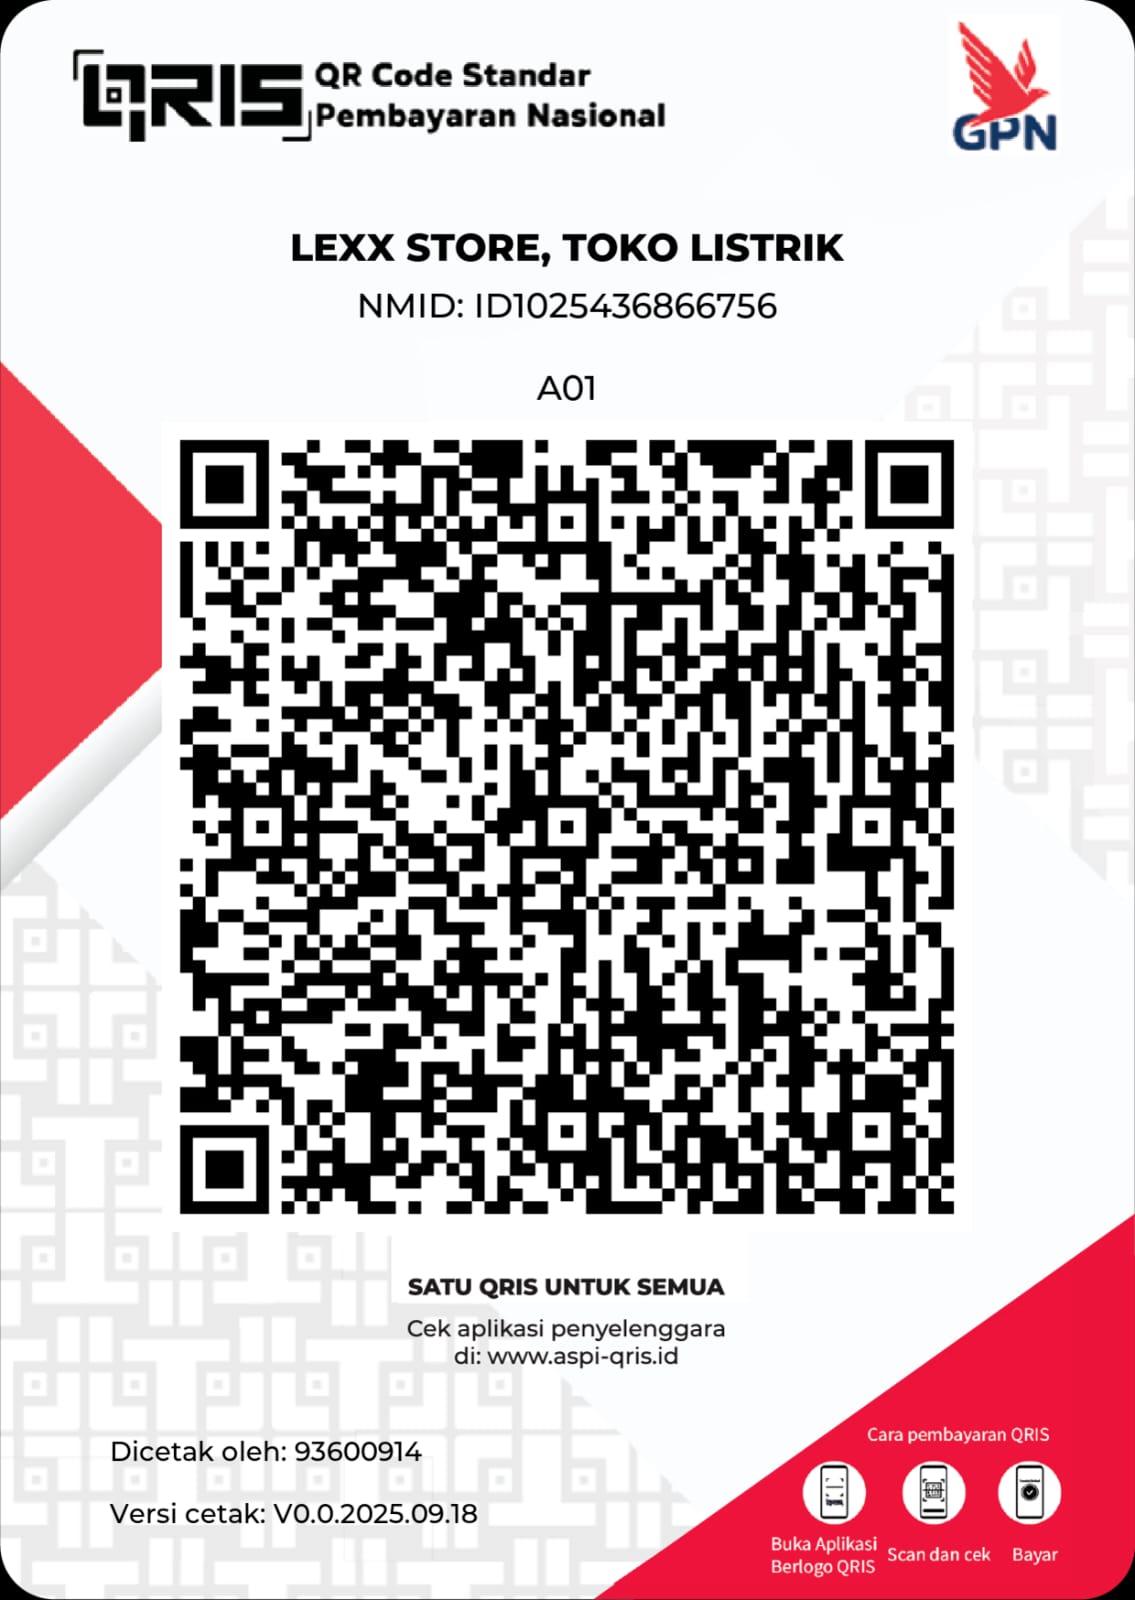 QRIS
QR Code Standar
Pembayaran Nasional
GPN
LEXX STORE, TOKO LISTRIK
NMID: ID1025436866756
A01
SATU QRIS UNTUK SEMUA
Cek aplikasi penyelenggara
di: www.aspi-qris.id
Dicetak oleh: 93600914
Versi cetak: V0.0.2025.09.18
Cara pembayaran QRIS
Buka Aplikasi
Berlogo QRIS
Scan dan cek
Bayar